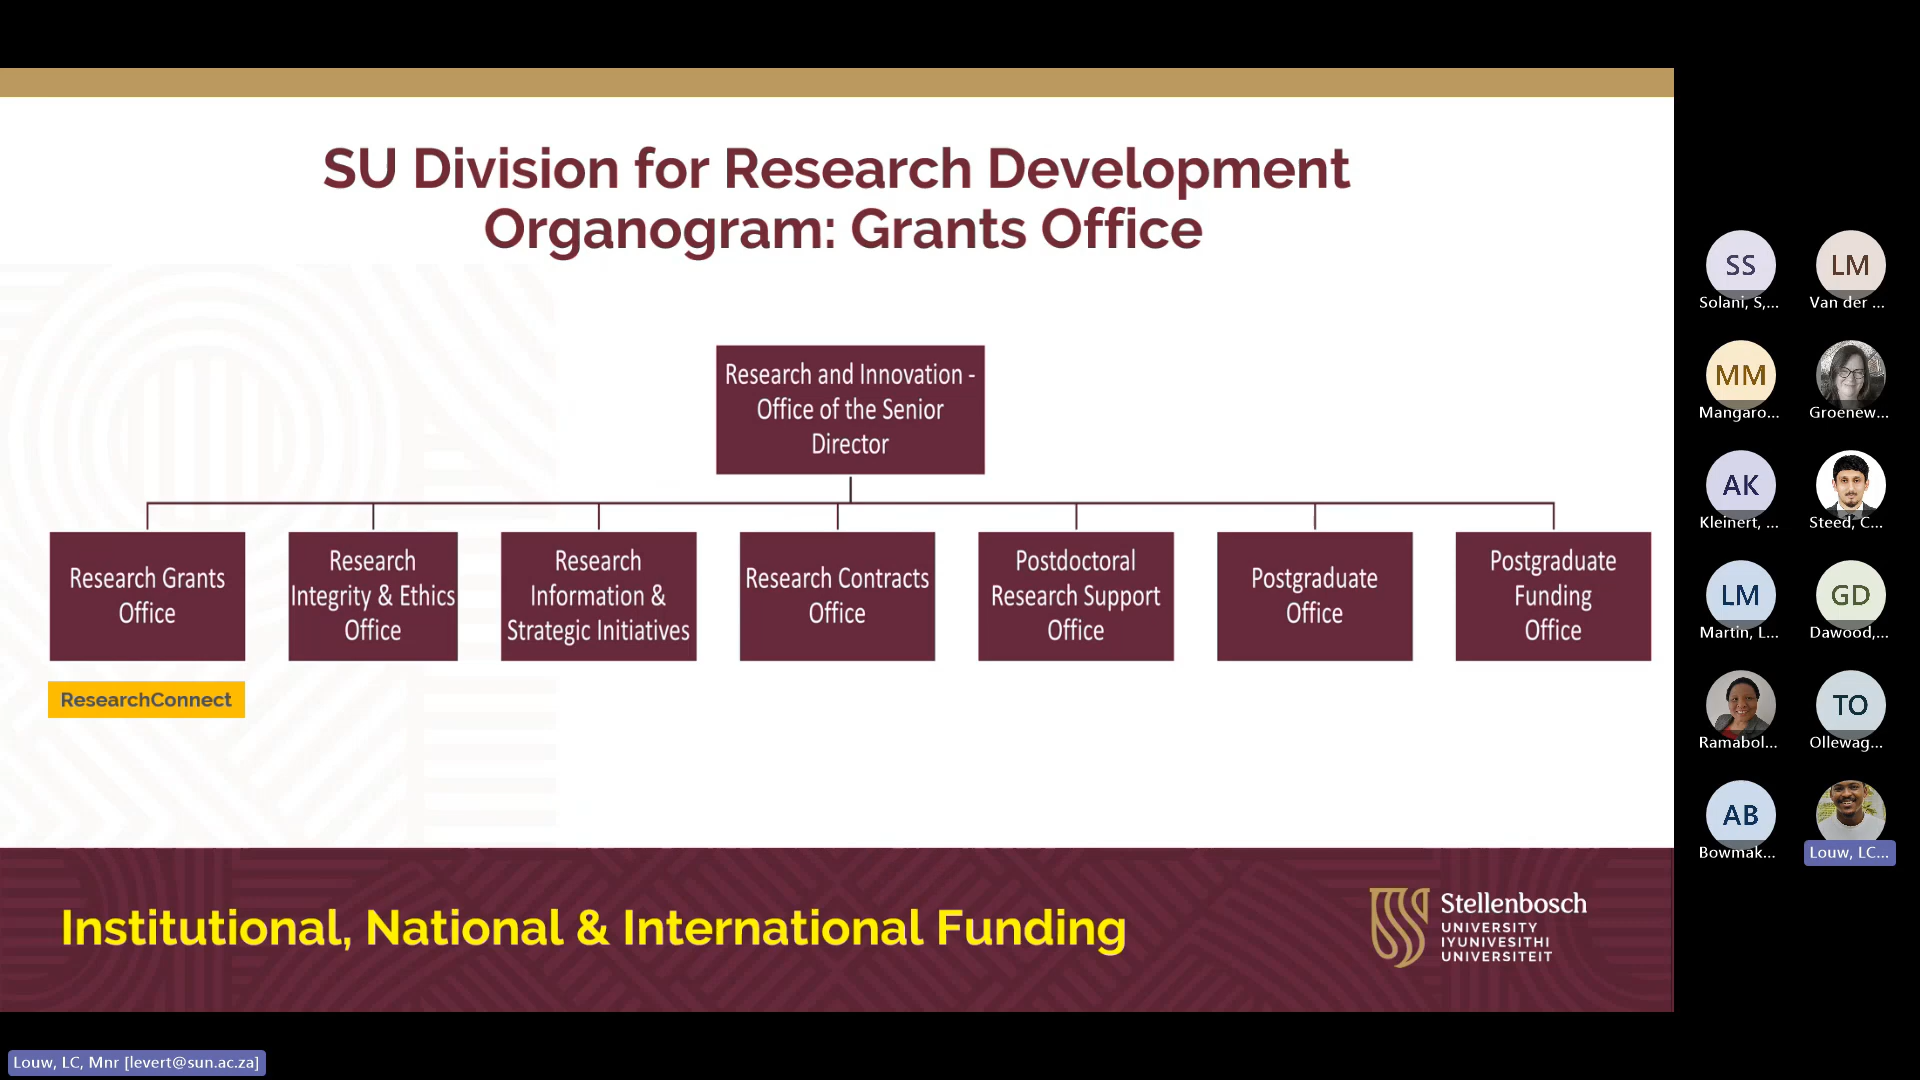 SU Division for Research Development
Organogram: Grants Office
Research and Innovation -
Office of the Senior
Director
Research Grants
Office
Research
Integrity & Ethics
Office
Research
Information &
Strategic Initiatives
Research Contracts
Office
Postdoctoral
Research Support
Office
Postgraduate
Office
Postgraduate
Funding
Office
ResearchConnect
Institutional, National & International Funding
Stellenbosch
UNIVERSITY
IYUNIVESITHI
UNIVERSITEIT
SS
Solani, S,...
LM
Van der ...
MM
Mangaro...
Groenew...
AK
Kleinert, ...
Steed, C...
LM
Martin, L...
GD
Dawood,...
Ramabol...
TO
Ollewag...
AB
Bowmak...
Louw, LC...
Louw, LC, Mnr [levert@sun.ac.za]